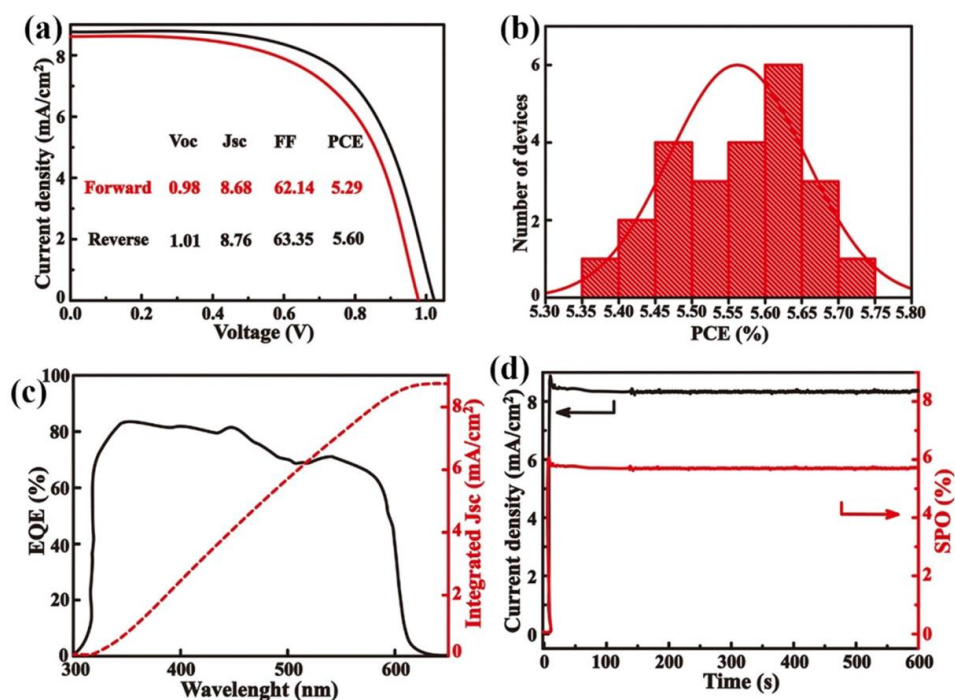 (a)
Current density (mA/cm²)
8
6
4
2
0
Voc Jsc FF PCE
Forward 0.98 8.68 62.14 5.29
Reverse 1.01 8.76 63.35 5.60
0.0 0.2 0.4 0.6 0.8 1.0
Voltage (V)
(b)
Number of devices
6
4
2
0
5.30 5.35 5.40 5.45 5.50 5.55 5.60 5.65 5.70 5.75 5.80
PCE (%)
(c)
EQE (%)
100
80
60
40
20
0
300 400 500 600
Wavelenght (nm)
8
6
4
2
0
Integrated Jsc (mA/cm²)
(d)
Current density (mA/cm²)
8
6
4
2
0
0 100 200 300 400 500 600
Time (s)
8
6
4
2
0
SPO (%)